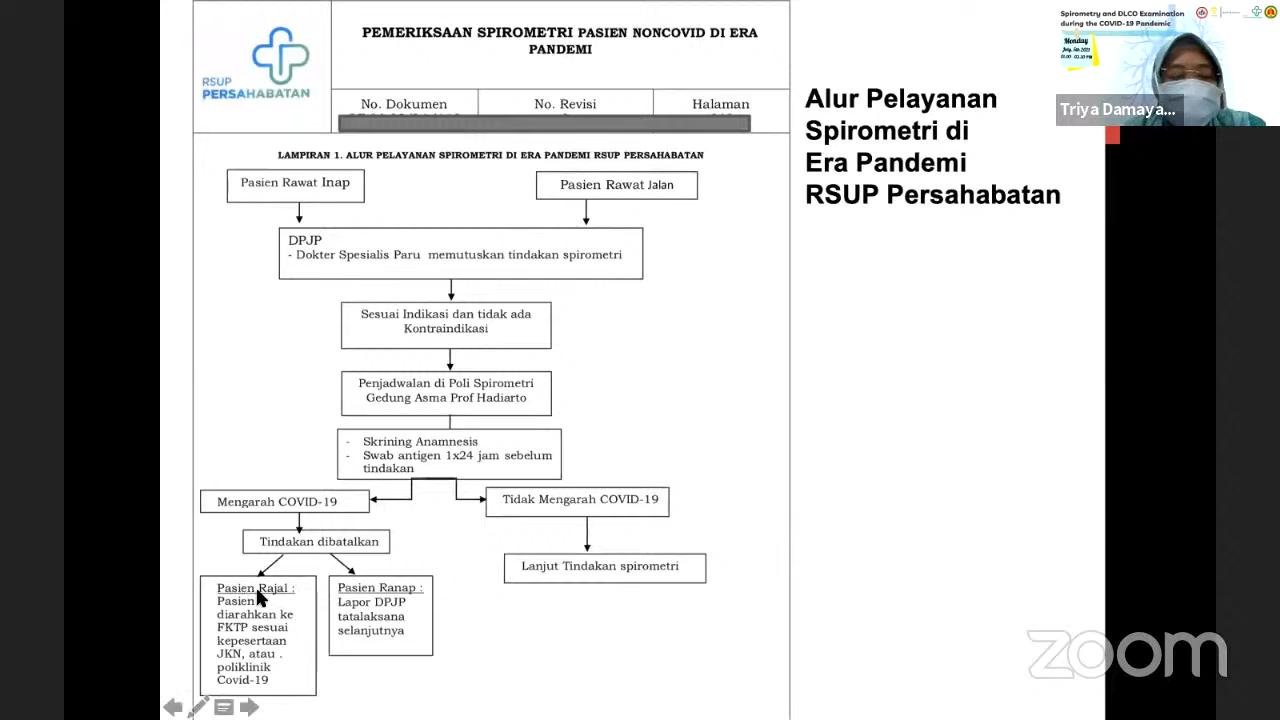 PEMERIKSAAN SPIROMETRI PASIEN NONCOVID DI ERA
PANDEMI
RSUP
PERSAHABATAN
No. Dokumen
No. Revisi
Halaman
LAMPIRAN 1. ALUR PELAYANAN SPIROMETRI DI ERA PANDEMI RSUP PERSAHABATAN
Pasien Rawat Inap
Pasien Rawat Jalan
DPJP
- Dokter Spesialis Paru memutuskan tindakan spirometri
Sesuai Indikasi dan tidak ada
Kontraindikasi
Penjadwalan di Poli Spirometri
Gedung Asma Prof Hadiarto
- Skrining Anamnesis
- Swab antigen 1x24 jam sebelum
tindakan
Mengarah COVID-19
Tidak Mengarah COVID-19
Tindakan dibatalkan
Lanjut Tindakan spirometri
Pasien Rajal :
Pasien
diarahkan ke
FKTP sesuai
kepesertaan
JKN, atau .
poliklinik
Covid-19
Pasien Ranap :
Lapor DPJP
tatalaksana
selanjutnya
Alur Pelayanan
Spirometri di
Era Pandemi
RSUP Persahabatan
Spirometry and DLCO Examination
during the COVID-19 Pandemic
Monday
Triya Damaya...
zoom